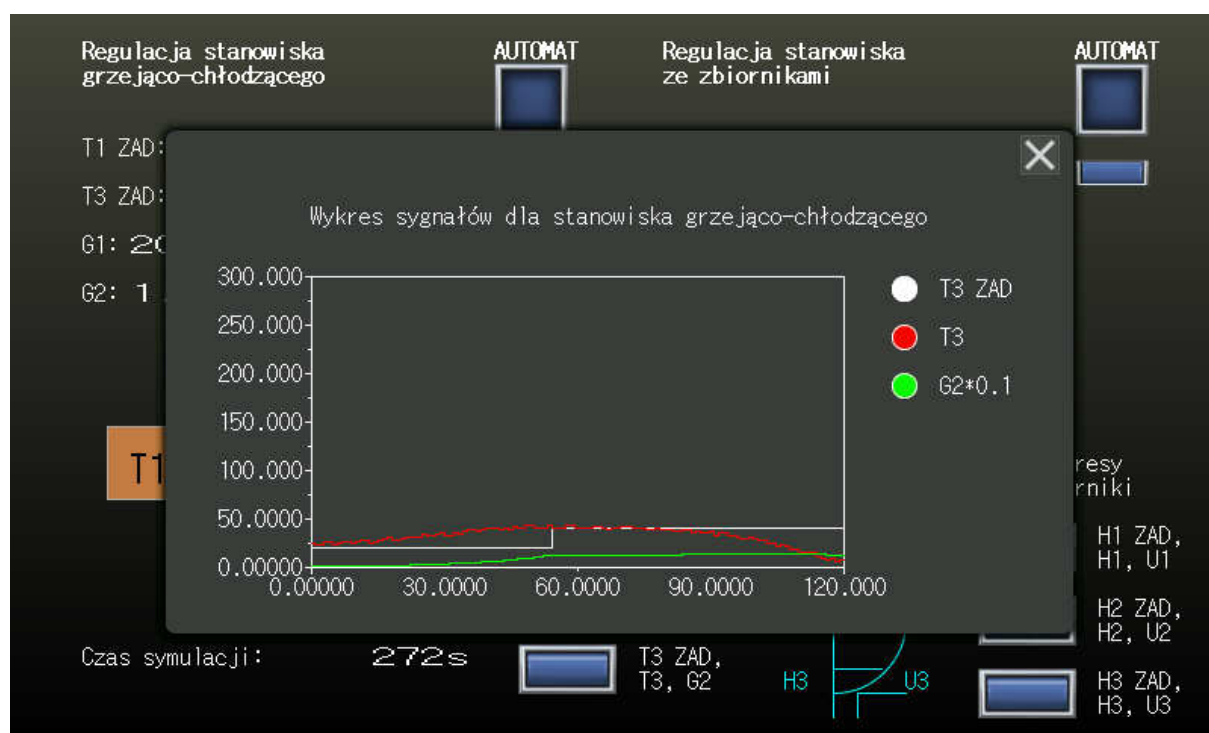 Regulacja stanowiska
grzejąco-chłodzącego
AUTOMAT
Regulacja stanowiska
ze zbiornikami
AUTOMAT
T1 ZAD:
T3 ZAD:
G1: 20
G2: 1
Wykres sygnałów dla stanowiska grzejąco-chłodzącego
300.000
250.000
200.000
150.000
100.000
50.0000
0.00000
0.00000 30.0000 60.0000 90.0000 120.000
T3 ZAD
T3
G2*0.1
T1
resy
rniki
H1 ZAD,
H1, U1
H2 ZAD,
H2, U2
Czas symulacji: 272s
T3 ZAD,
T3, G2
H3
U3
H3 ZAD,
H3, U3